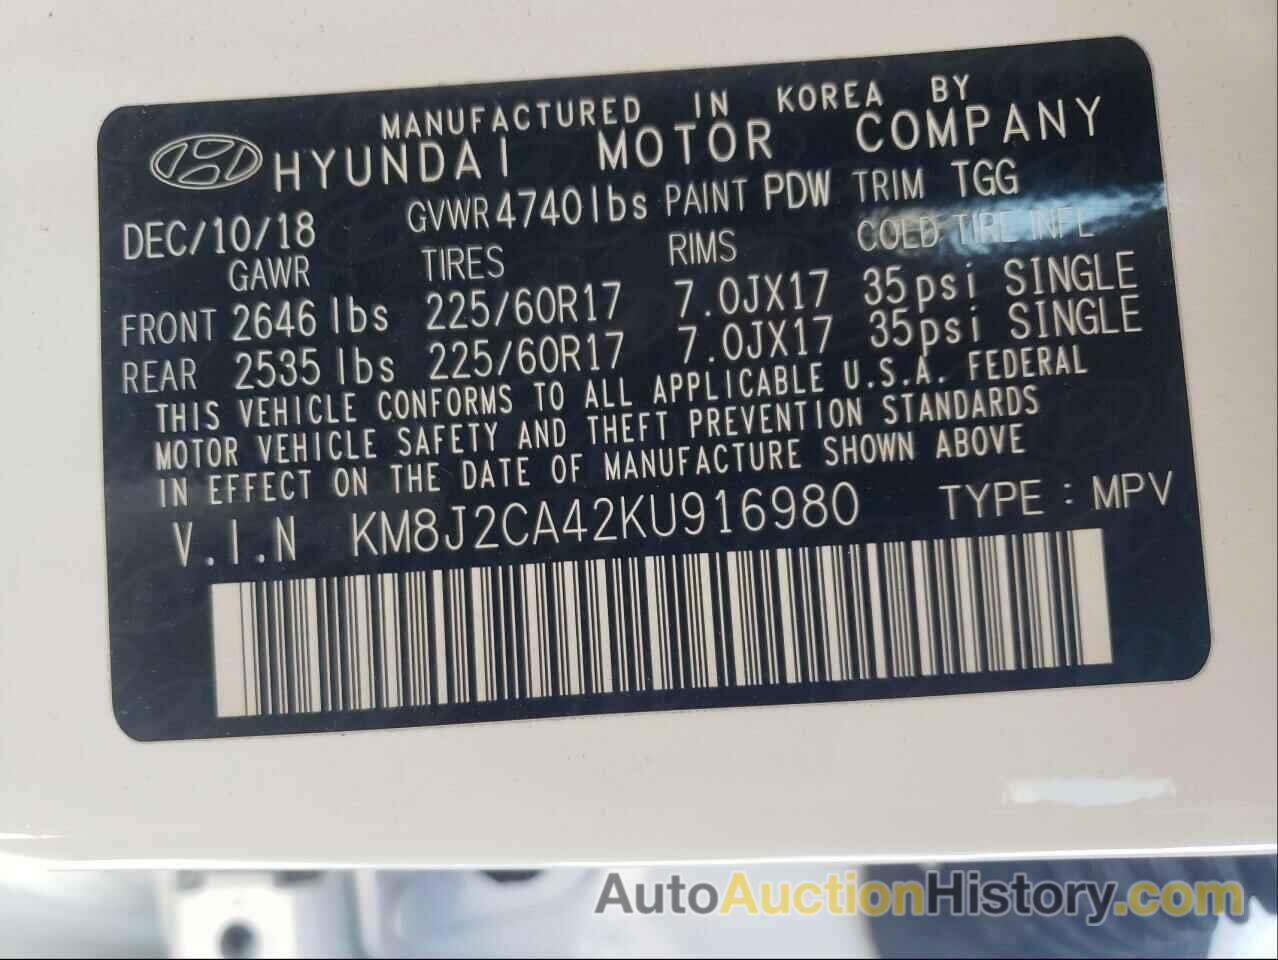 MANUFACTURED IN KOREA BY
HYUNDAI MOTOR COMPANY
DEC/10/18 GVWR 4740lbs PAINT PDW TRIM TGG
GAWR TIRES RIMS COLD TIRE INFL
FRONT 2646 lbs 225/60R17 7.0JX17 35psi SINGLE
REAR 2535 lbs 225/60R17 7.0JX17 35psi SINGLE
THIS VEHICLE CONFORMS TO ALL APPLICABLE U.S.A. FEDERAL
MOTOR VEHICLE SAFETY AND THEFT PREVENTION STANDARDS
IN EFFECT ON THE DATE OF MANUFACTURE SHOWN ABOVE
V.I.N KM8J2CA42KU916980 TYPE : MPV
AutoAuctionHistory.com